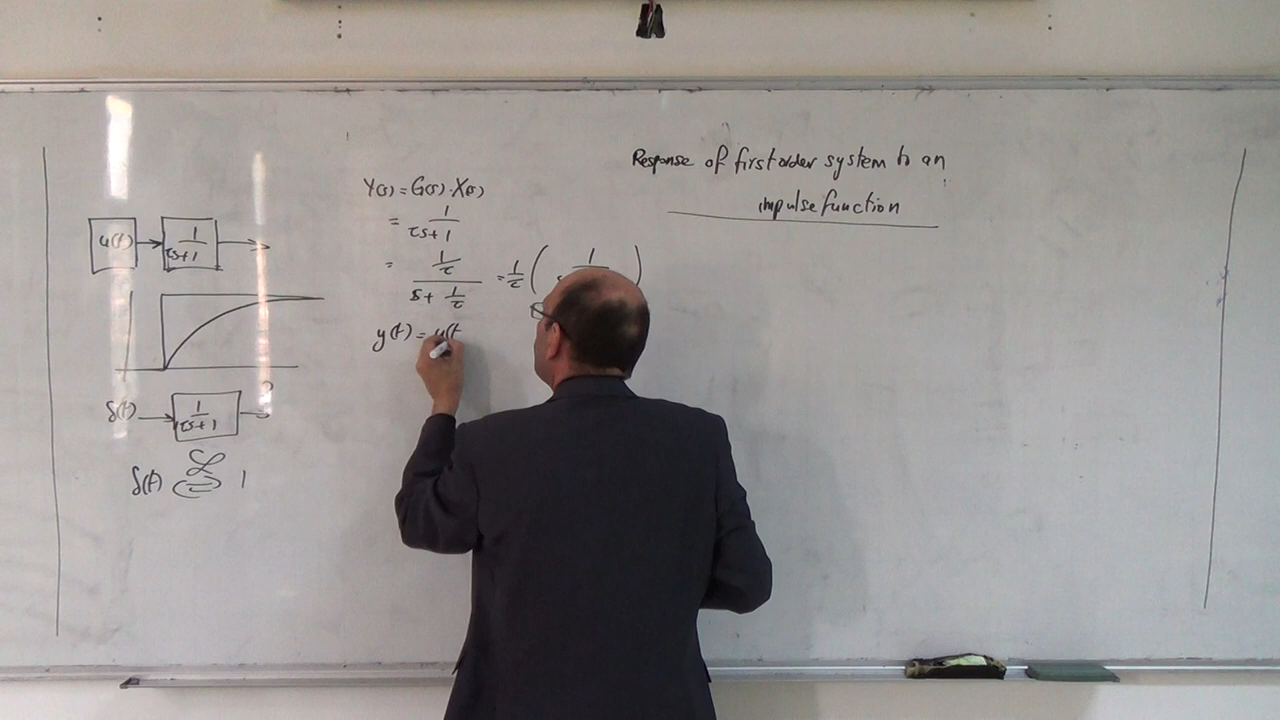 Response of first order system to an
impulse function
u(t) → 1/(τs+1) →
δ(t) → 1/(τs+1) → ?
δ(t) ℒ ⇌ 1
Y(s) = G(s) · X(s)
= 1/(τs+1)
= (1/τ)/(s + 1/τ) = 1/τ ( 1 )
y(t) = u(t